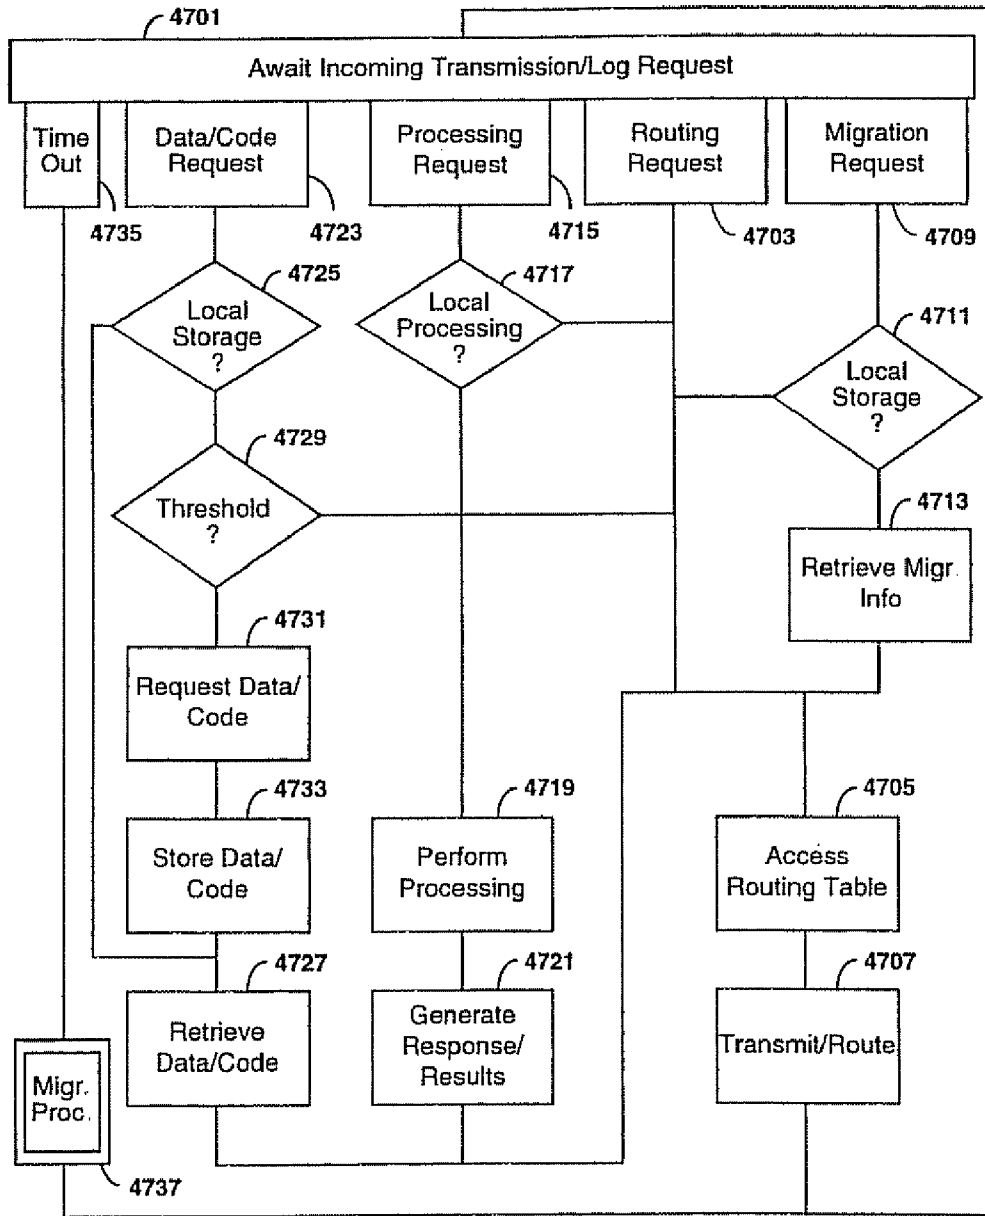 4701
Await Incoming Transmission/Log Request
Time
Out
4735
Data/Code
Request
4723
Processing
Request
4715
Routing
Request
4703
Migration
Request
4709
4725
Local
Storage
?
4717
Local
Processing
?
4711
Local
Storage
?
4729
Threshold
?
4713
Retrieve Migr.
Info
4731
Request Data/
Code
4733
Store Data/
Code
4719
Perform
Processing
4705
Access
Routing Table
4727
Retrieve
Data/Code
4721
Generate
Response/
Results
4707
Transmit/Route
Migr.
Proc.
4737